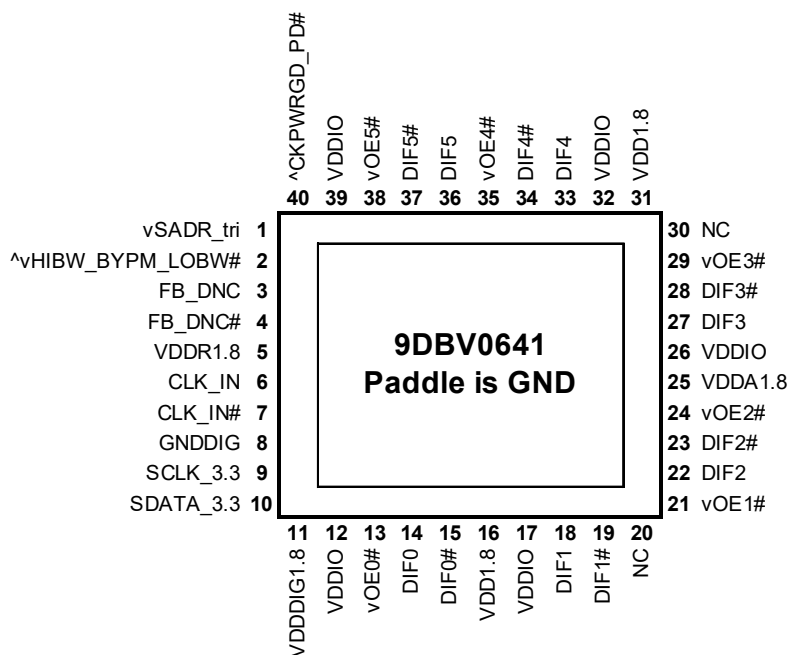 ^CKPWRGD_PD#
VDDIO
vOE5#
DIF5#
DIF5
vOE4#
DIF4#
DIF4
VDDIO
VDD1.8
40 39 38 37 36 35 34 33 32 31
vSADR_tri 1
^vHIBW_BYPM_LOBW# 2
FB_DNC 3
FB_DNC# 4
VDDR1.8 5
CLK_IN 6
CLK_IN# 7
GNDDIG 8
SCLK_3.3 9
SDATA_3.3 10
9DBV0641
Paddle is GND
30 NC
29 vOE3#
28 DIF3#
27 DIF3
26 VDDIO
25 VDDA1.8
24 vOE2#
23 DIF2#
22 DIF2
21 vOE1#
11 12 13 14 15 16 17 18 19 20
VDDDIG1.8
VDDIO
vOE0#
DIF0
DIF0#
VDD1.8
VDDIO
DIF1
DIF1#
NC